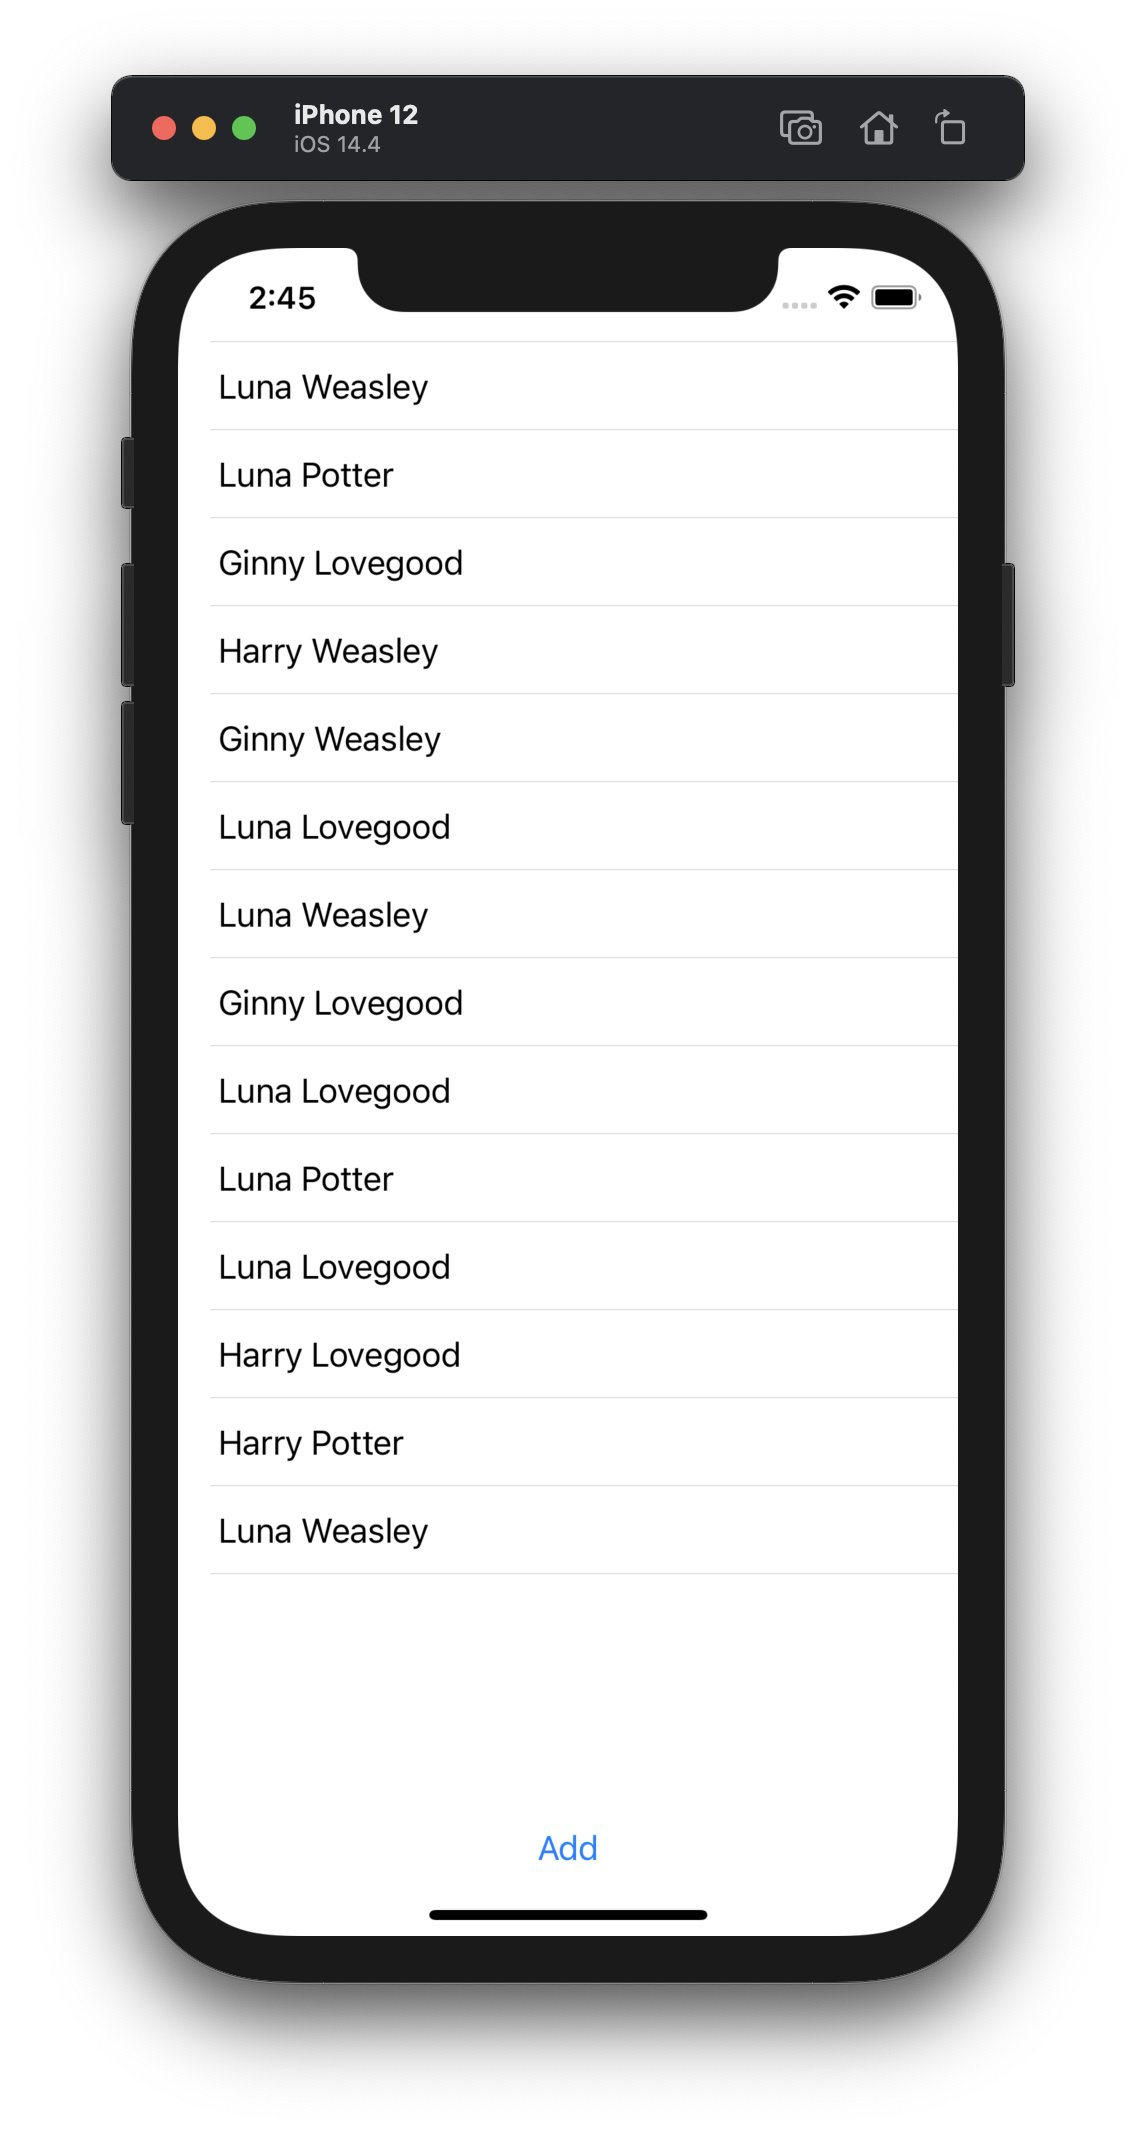 iPhone 12
iOS 14.4
2:45
Luna Weasley
Luna Potter
Ginny Lovegood
Harry Weasley
Ginny Weasley
Luna Lovegood
Luna Weasley
Ginny Lovegood
Luna Lovegood
Luna Potter
Luna Lovegood
Harry Lovegood
Harry Potter
Luna Weasley
Add